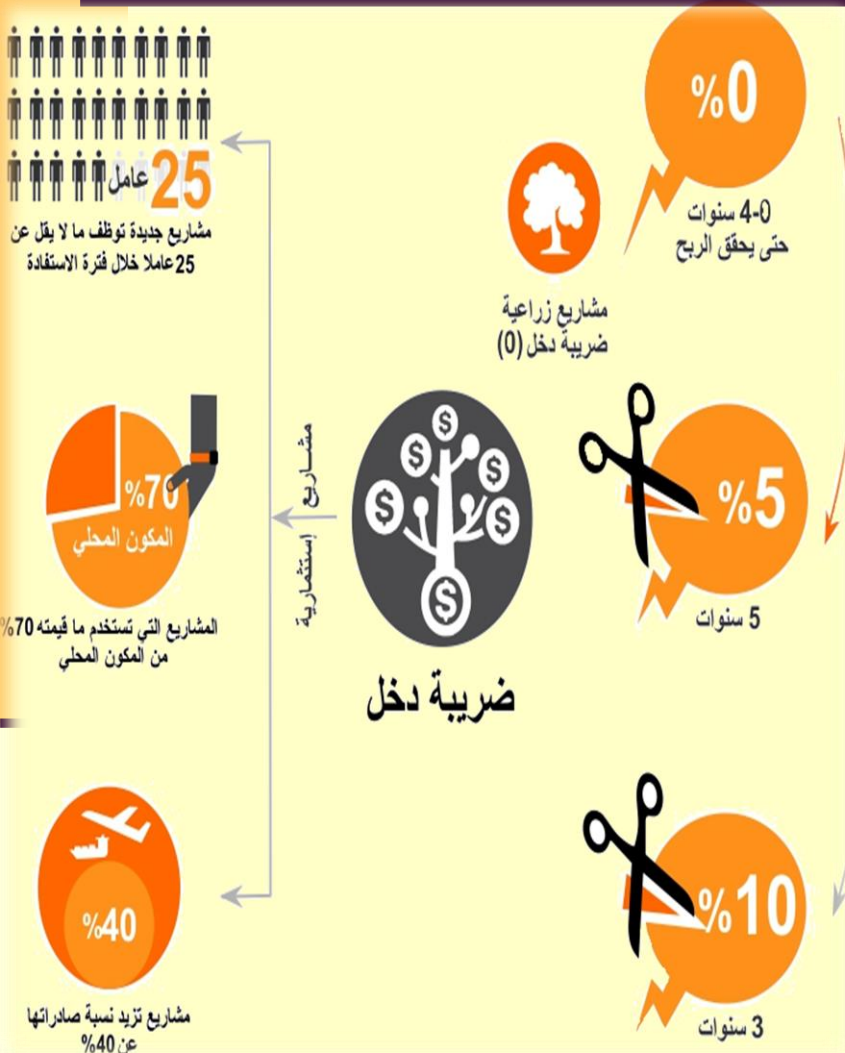 %0
0-4 سنوات
حتى يحقق الربح
مشاريع زراعية
ضريبة دخل (0)
%5
5 سنوات
%10
3 سنوات
$
$
$
$
$
$
ضريبة دخل
مشاريع إستثمارية
25 عامل
مشاريع جديدة توظف ما لا يقل عن
25 عاملا خلال فترة الاستفادة
%70
المكون المحلي
المشاريع التي تستخدم ما قيمته 70%
من المكون المحلي
%40
مشاريع تزيد نسبة صادراتها
عن 40%